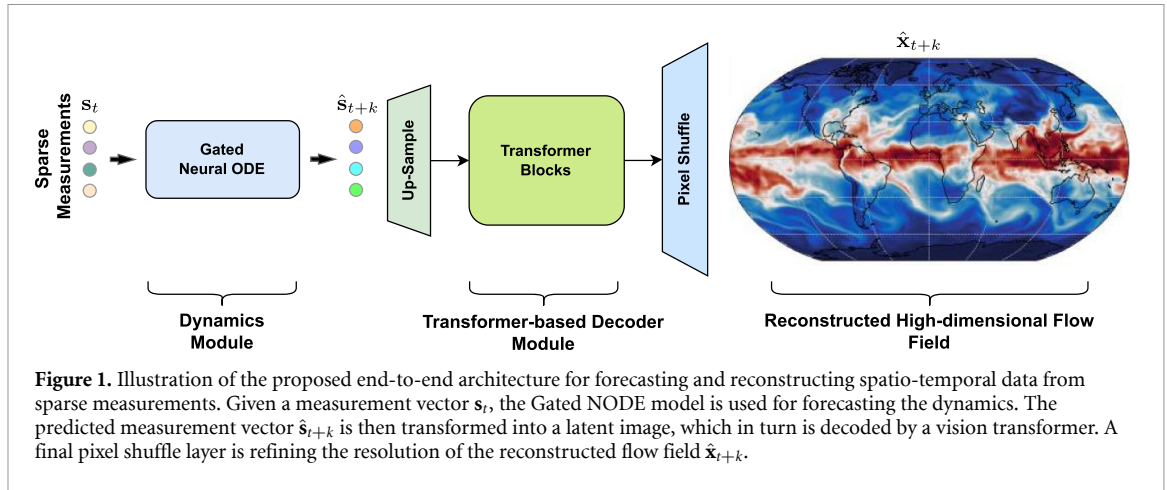 Sparse
Measurements
s_t
Gated
Neural ODE
ŝ_{t+k}
Up-Sample
Transformer
Blocks
Pixel Shuffle
x̂_{t+k}
Dynamics
Module
Transformer-based Decoder
Module
Reconstructed High-dimensional Flow
Field
Figure 1. Illustration of the proposed end-to-end architecture for forecasting and reconstructing spatio-temporal data from
sparse measurements. Given a measurement vector s_t, the Gated NODE model is used for forecasting the dynamics. The
predicted measurement vector ŝ_{t+k} is then transformed into a latent image, which in turn is decoded by a vision transformer. A
final pixel shuffle layer is refining the resolution of the reconstructed flow field x̂_{t+k}.